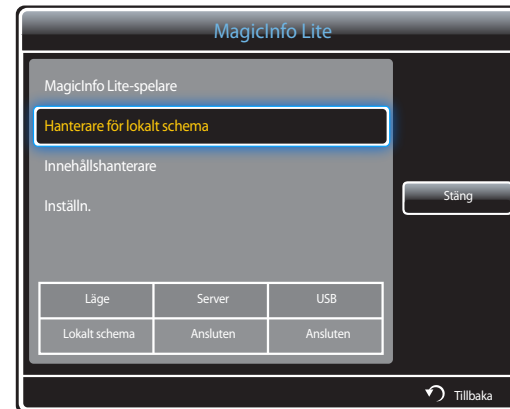 MagicInfo Lite
MagicInfo Lite-spelare
Hanterare för lokalt schema
Innehållshanterare
Inställn.
Stäng
Läge Server USB
Lokalt schema Ansluten Ansluten
Tillbaka